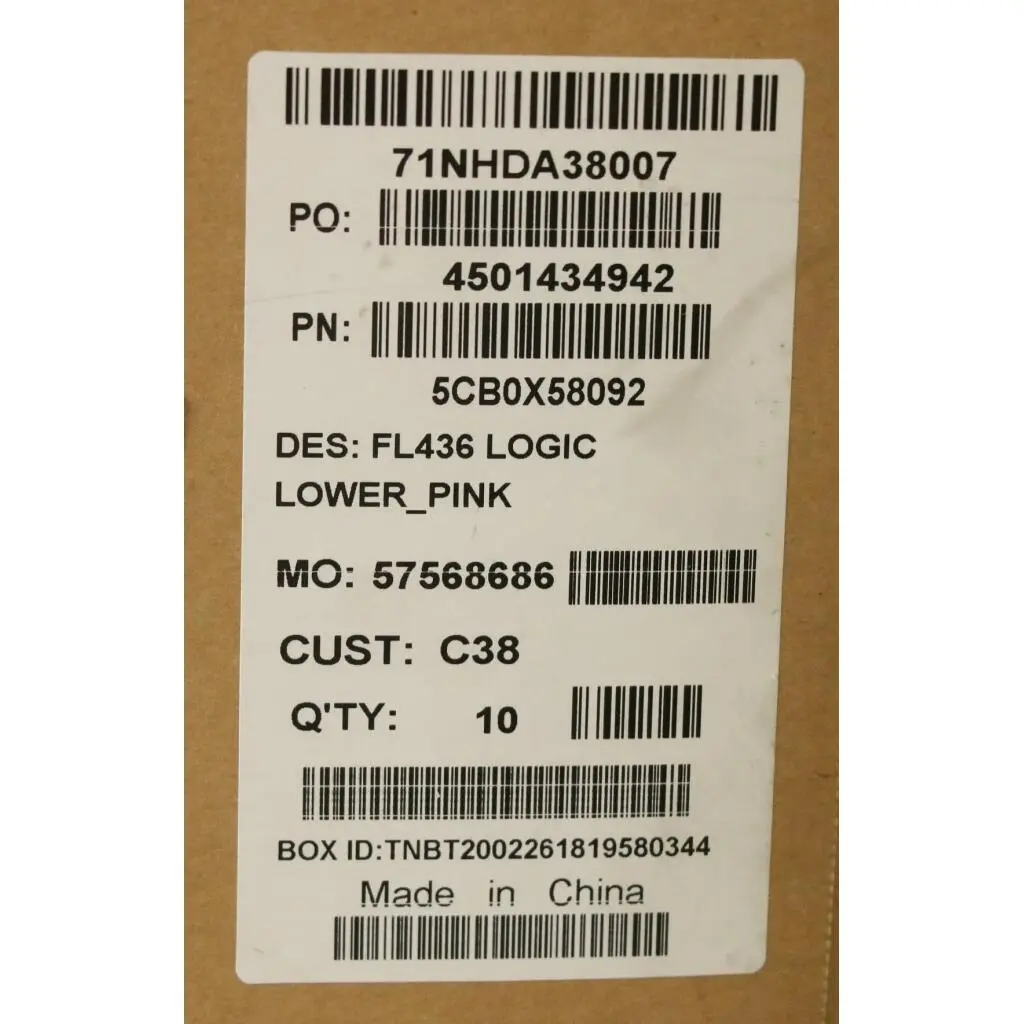 71NHDA38007
PO:
4501434942
PN:
5CB0X58092
DES: FL436 LOGIC
LOWER_PINK
MO: 57568686
CUST: C38
Q'TY: 10
BOX ID:TNBT2002261819580344
Made in China